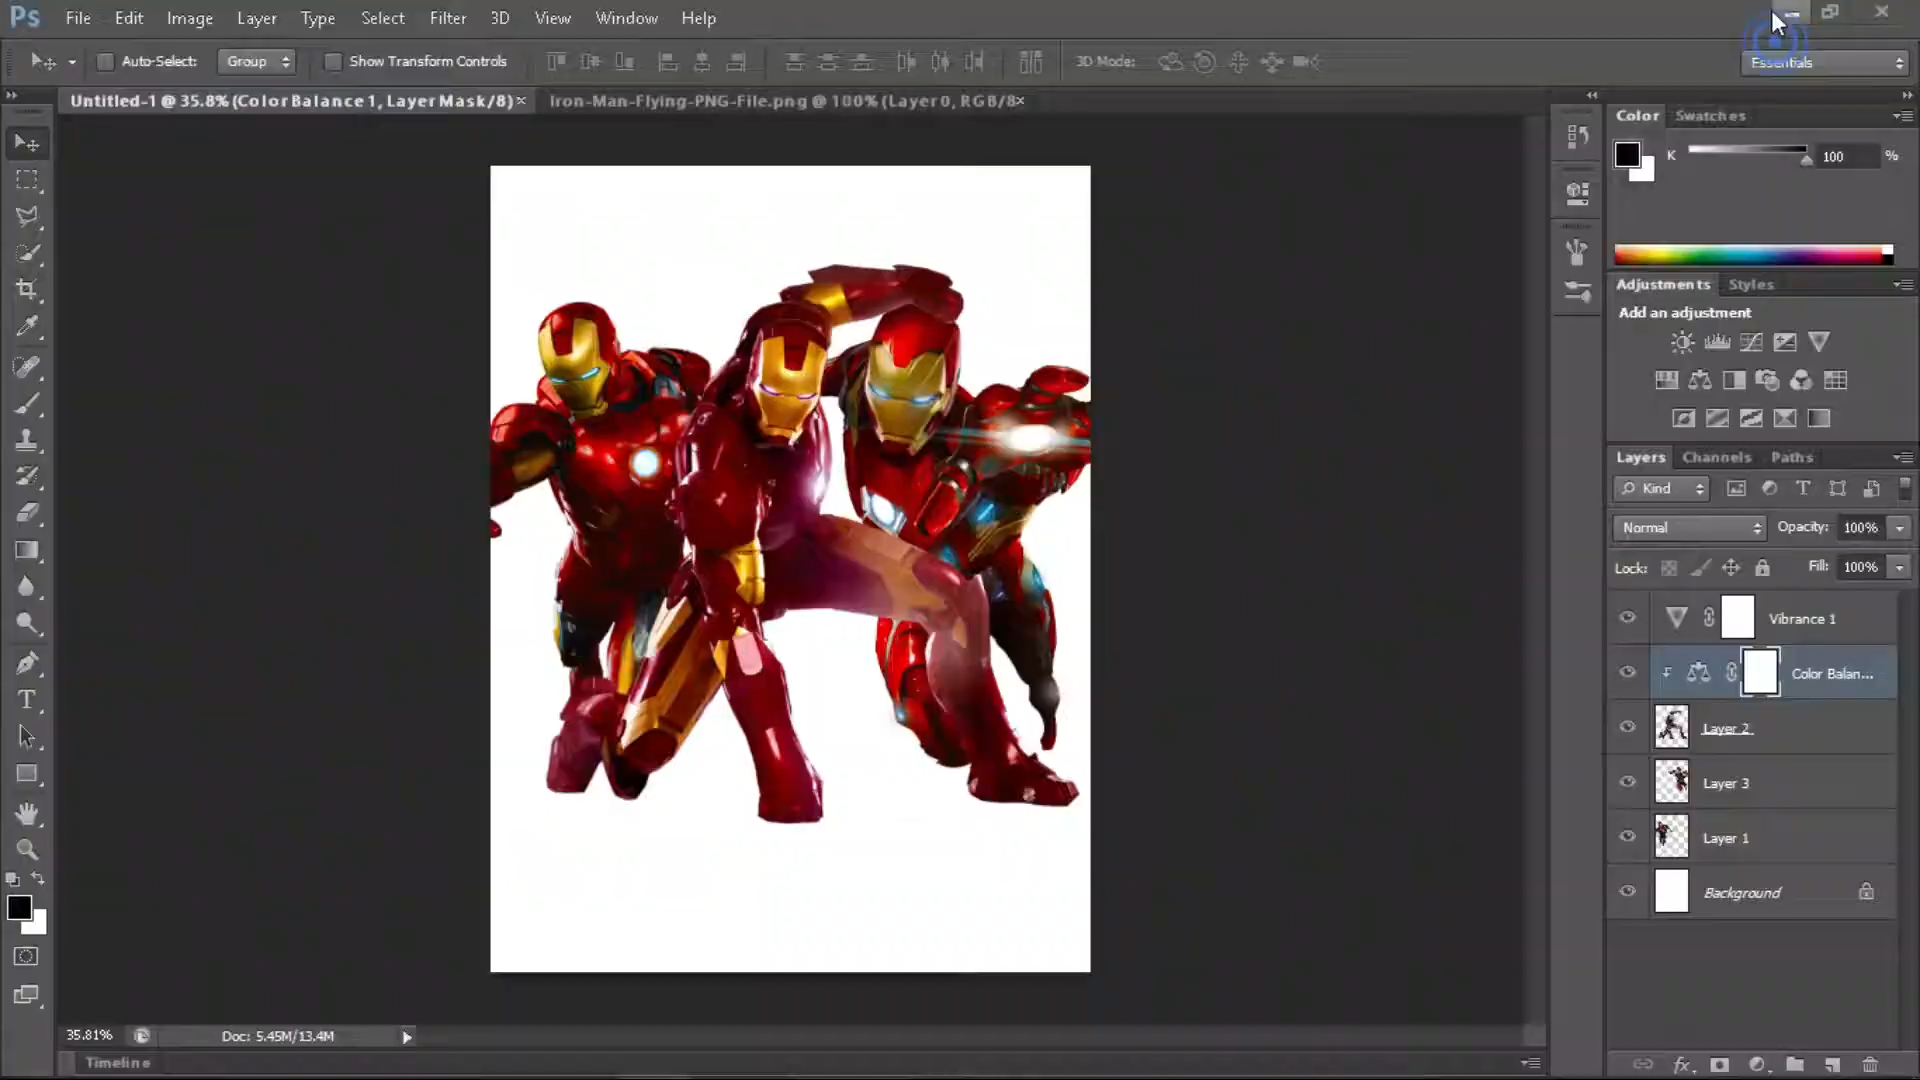 Ps File Edit Image Layer Type Select Filter 3D View Window Help
Auto-Select: Group Show Transform Controls 3D Mode: Essentials
Untitled-1 @ 35.8% (Color Balance 1, Layer Mask/8) Iron-Man-Flying-PNG-File.png @ 100% (Layer 0, RGB/8
Color Swatches
K 100 %
Adjustments Styles
Add an adjustment
Layers Channels Paths
Kind
Normal Opacity: 100%
Lock: Fill: 100%
Vibrance 1
Color Balan...
Layer 2
Layer 3
Layer 1
Background
35.81% Doc: 5.45M/13.4M
Timeline